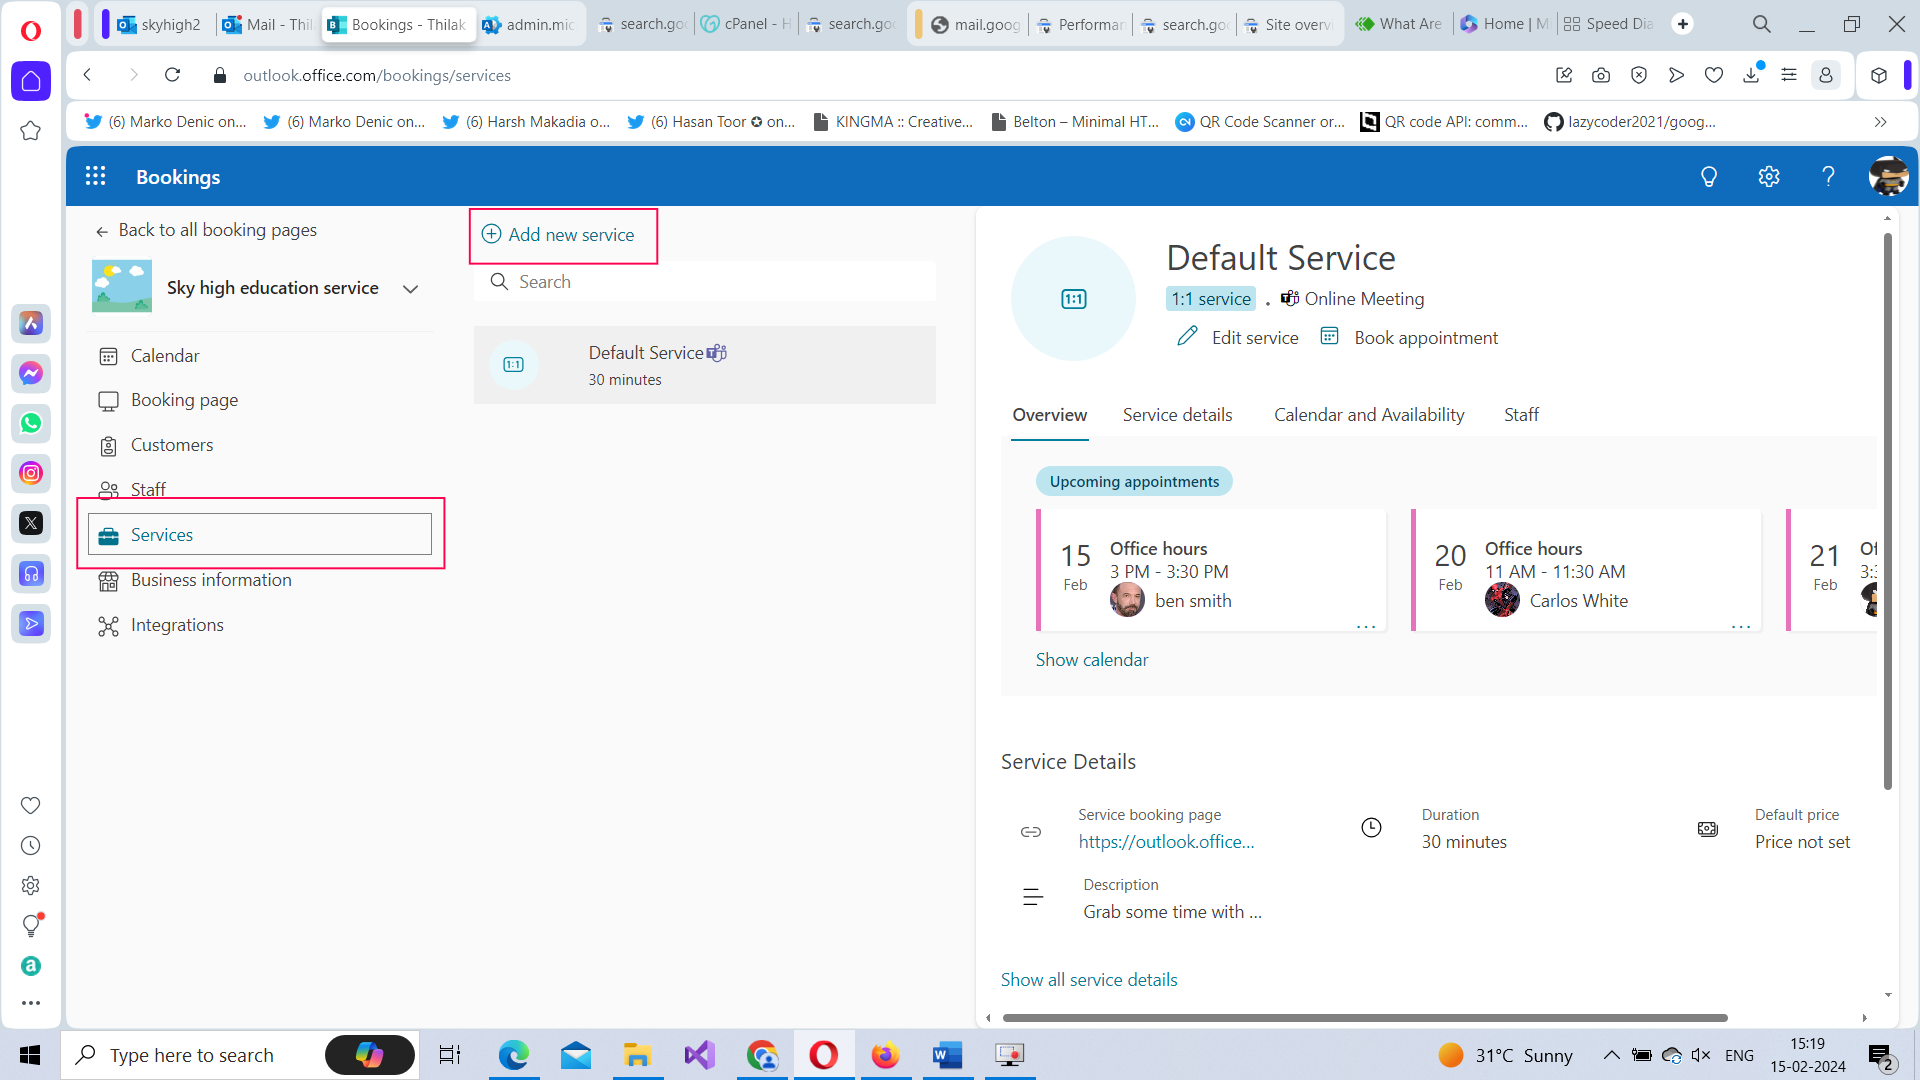 skyhigh2
Mail - Thil
Bookings - Thilak
admin.mic
search.goo
cPanel - H
search.goo
mail.goog
Performan
search.goo
Site overvi
What Are
Home | M
Speed Dia
outlook.office.com/bookings/services
(6) Marko Denic on...
(6) Marko Denic on...
(6) Harsh Makadia o...
(6) Hasan Toor ✪ on...
KINGMA :: Creative...
Belton – Minimal HT...
QR Code Scanner or...
QR code API: comm...
lazycoder2021/goog...
Bookings
Back to all booking pages
Sky high education service
Calendar
Booking page
Customers
Staff
Services
Business information
Integrations
Add new service
Search
1:1
Default Service
30 minutes
1:1
Default Service
1:1 service . Online Meeting
Edit service
Book appointment
Overview
Service details
Calendar and Availability
Staff
Upcoming appointments
15
Feb
Office hours
3 PM - 3:30 PM
ben smith
...
20
Feb
Office hours
11 AM - 11:30 AM
Carlos White
...
21
Feb
Show calendar
Service Details
Service booking page
https://outlook.office...
Duration
30 minutes
Default price
Price not set
Description
Grab some time with ...
Show all service details
Type here to search
31°C Sunny
ENG
15:19
15-02-2024
2